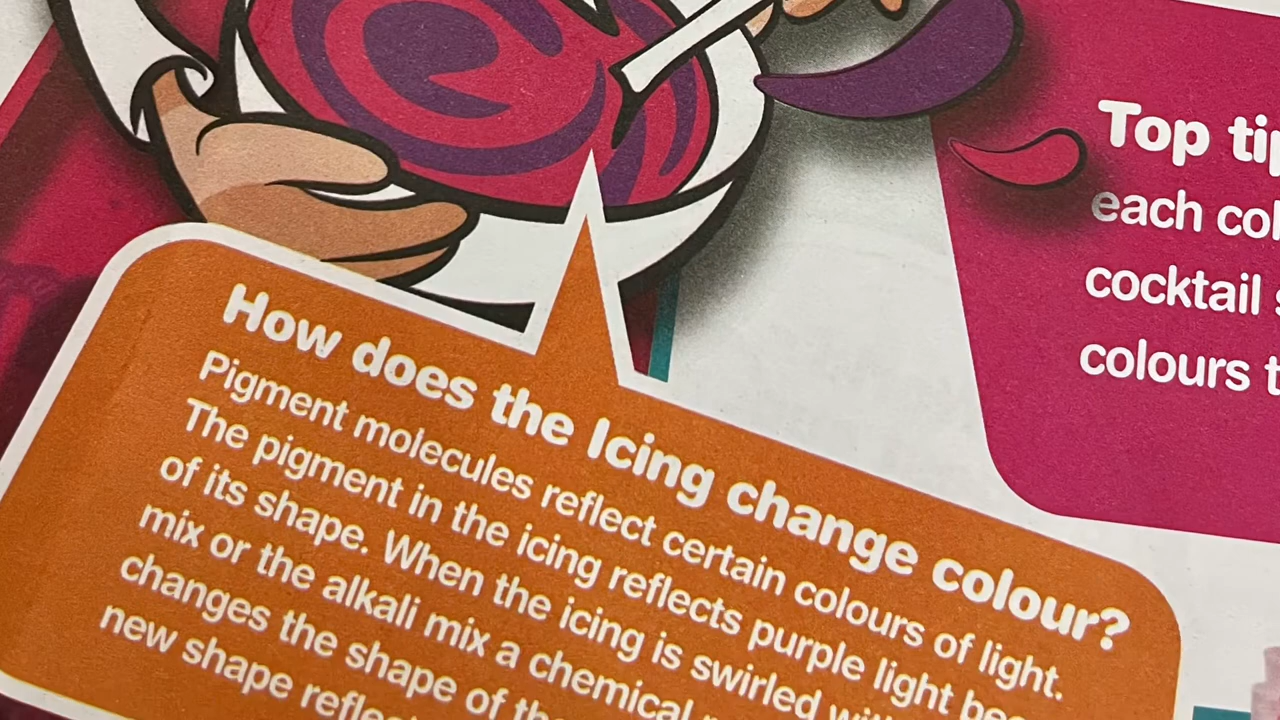 How does the Icing change colour?
Pigment molecules reflect certain colours of light.
The pigment in the icing reflects purple light
of its shape. When the icing is swirled
mix or the alkali mix a chemical
changes the shape of
new shape
Top
each
cocktail
colours